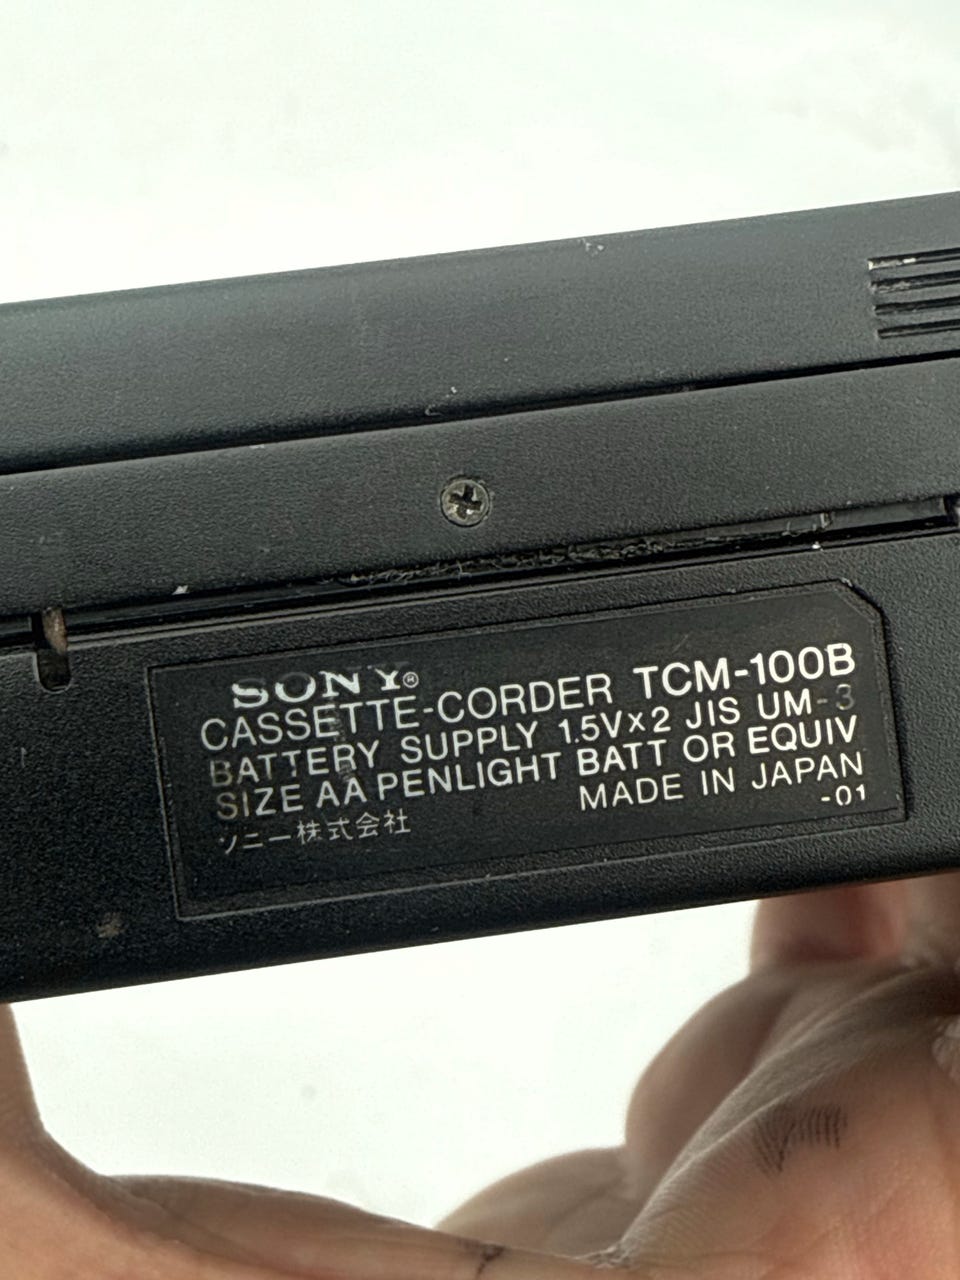 SONY®
CASSETTE-CORDER TCM-100B
BATTERY SUPPLY 1.5V×2 JIS UM-3
SIZE AA PENLIGHT BATT OR EQUIV
MADE IN JAPAN
ソニー株式会社
-01